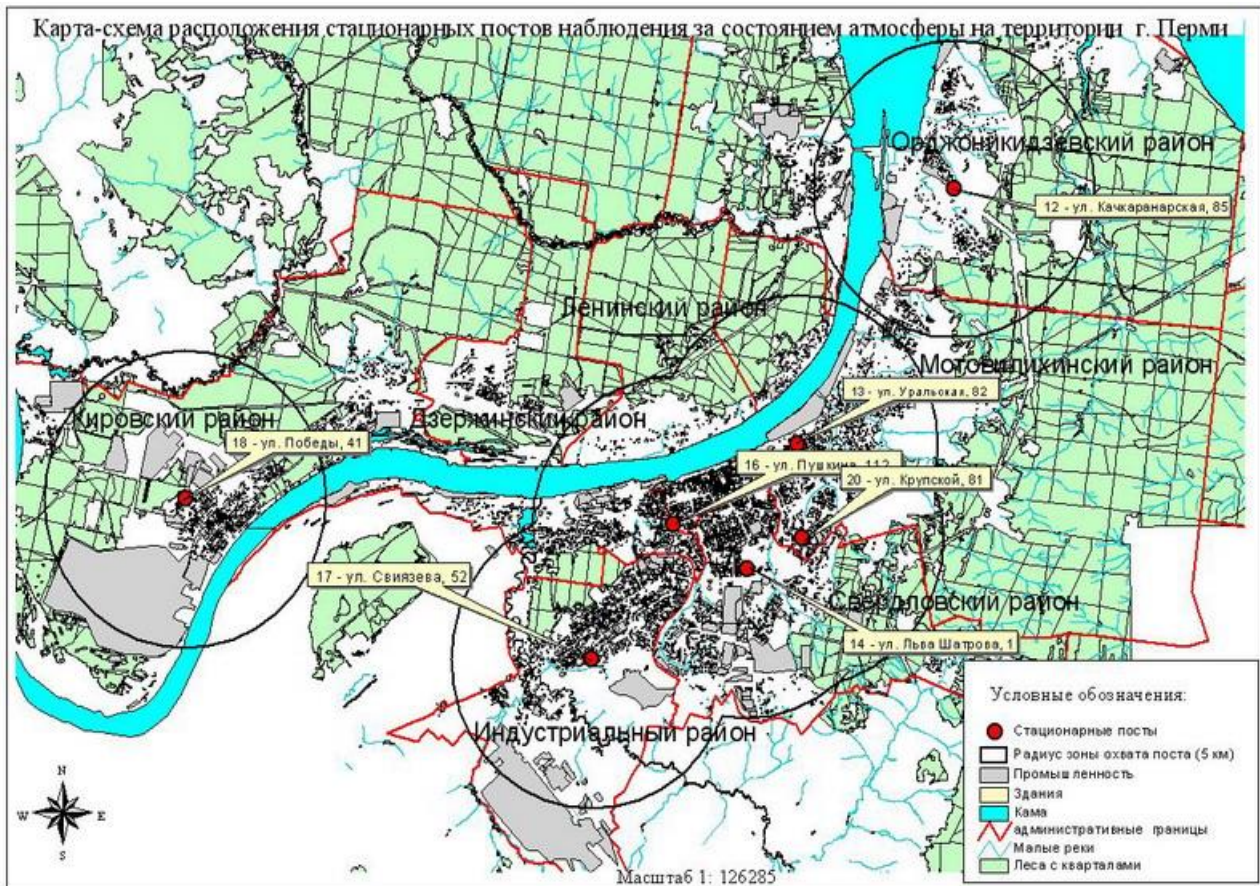 Карта-схема расположения стационарных постов наблюдения за состоянием атмосферы на территории г. Перми
Орджоникидзевский район
12 - ул. Качканарская, 85
Ленинский район
Мотовилихинский район
13 - ул. Уральская, 82
Кировский район
Дзержинский район
18 - ул. Победы, 41
16 - ул. Пушкина, 112
20 - ул. Крупской, 81
17 - ул. Свиязева, 52
Свердловский район
14 - ул. Льва Шатрова, 1
Индустриальный район
Условные обозначения:
Стационарные посты
Радиус зоны охвата поста (5 км)
Промышленность
Здания
Кама
административные границы
Малые реки
Леса с кварталами
N
W E
S
Масштаб 1: 126285